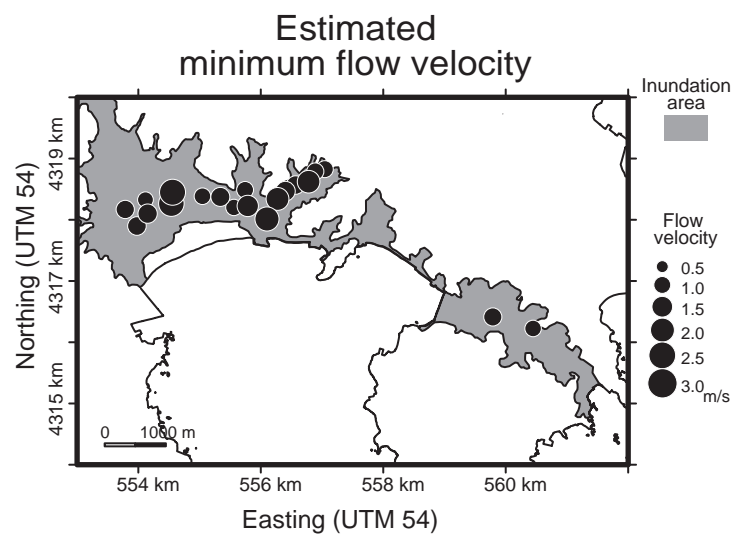 Estimated
minimum flow velocity
Inundation
area
4319 km
4317 km
4315 km
Northing (UTM 54)
Flow
velocity
0.5
1.0
1.5
2.0
2.5
3.0 m/s
0 1000 m
554 km 556 km 558 km 560 km
Easting (UTM 54)